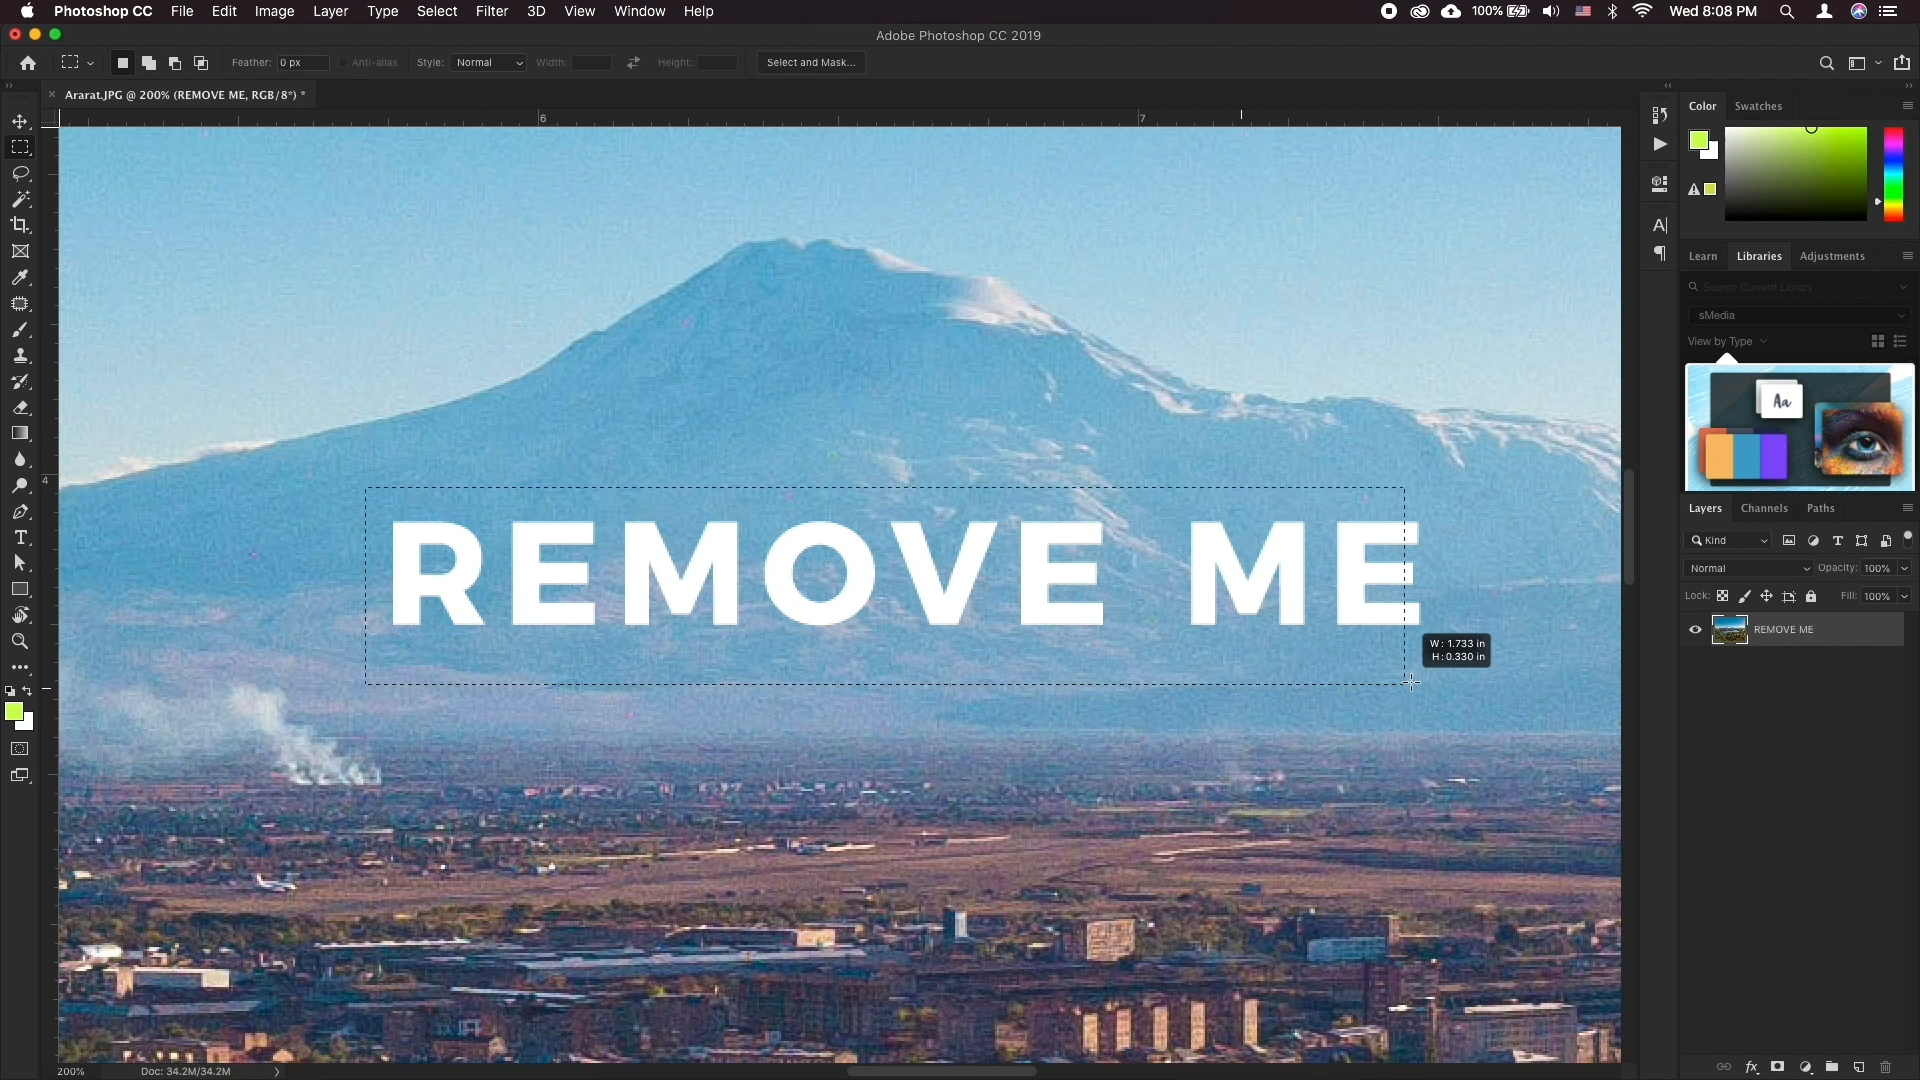 Photoshop CC File Edit Image Layer Type Select Filter 3D View Window Help 100% Wed 8:08 PM
Adobe Photoshop CC 2019
Feather: 0 px Anti-alias Style: Normal Width: Height: Select and Mask...
Ararat.JPG @ 200% (REMOVE ME, RGB/8*) *
6 7
4
Color Swatches
Learn Libraries Adjustments
Search Current Library
sMedia
View by Type
Aa
REMOVE ME
W: 1.733 in
H: 0.330 in
Layers Channels Paths
Kind
Normal Opacity: 100%
Lock: Fill: 100%
REMOVE ME
200% Doc: 34.2M/34.2M